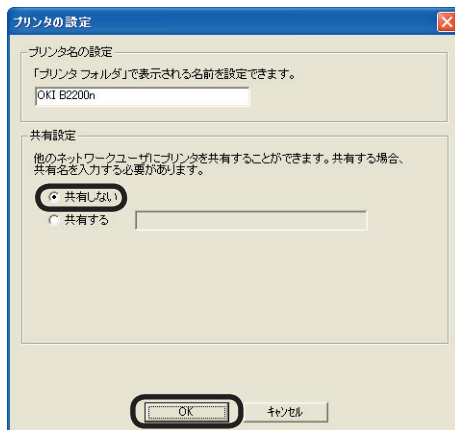 プリンタの設定
プリンタ名の設定
「プリンタ フォルダ」で表示される名前を設定できます。
OKI B2200n
共有設定
他のネットワークユーザにプリンタを共有することができます。共有する場合、
共有名を入力する必要があります。
共有しない
共有する
OK
キャンセル